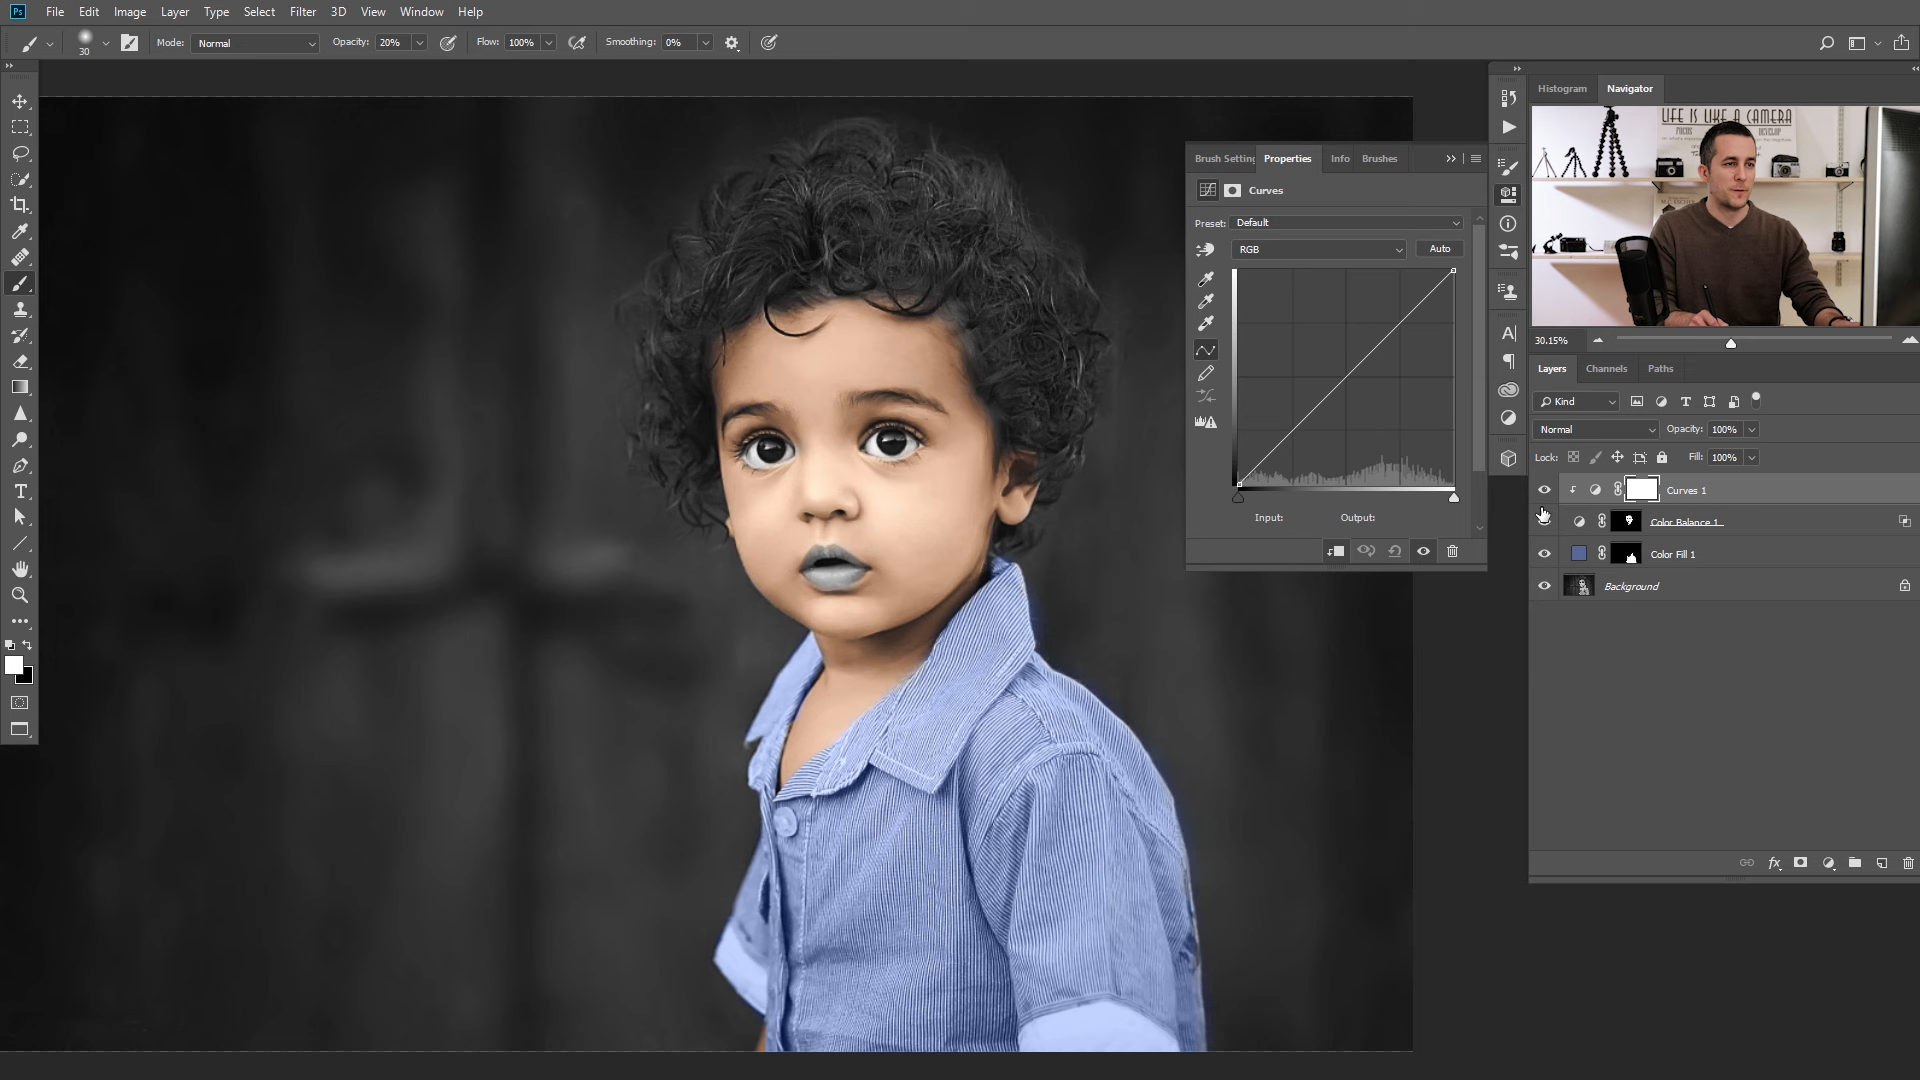 Ps File Edit Image Layer Type Select Filter 3D View Window Help
30 Mode: Normal Opacity: 20% Flow: 100% Smoothing: 0%
Histogram Navigator
LIFE IS LIKE A CAMERA
FOCUS DEVELOP
30.15%
Brush Setting Properties Info Brushes
Curves
Preset: Default
RGB Auto
Input: Output:
Layers Channels Paths
Kind
Normal Opacity: 100%
Lock: Fill: 100%
Curves 1
Color Balance 1
Color Fill 1
Background
fx